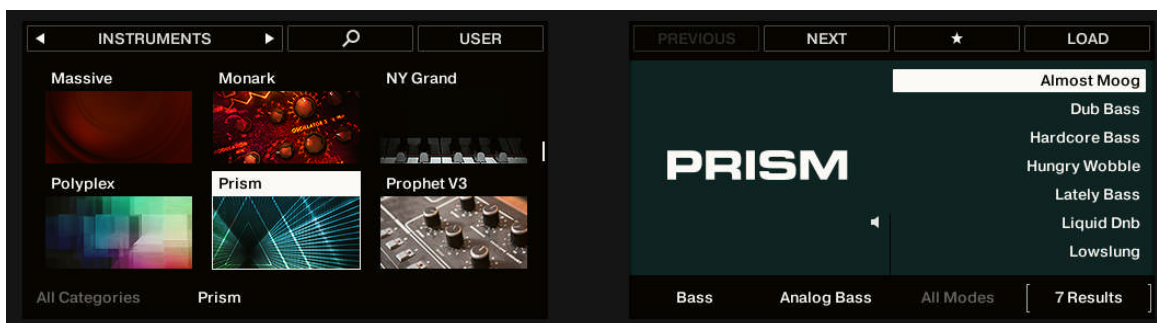 INSTRUMENTS USER
Massive Monark NY Grand
Polyplex Prism Prophet V3
All Categories Prism
PREVIOUS NEXT LOAD
PRISM
Almost Moog
Dub Bass
Hardcore Bass
Hungry Wobble
Lately Bass
Liquid Dnb
Lowslung
Bass Analog Bass All Modes 7 Results